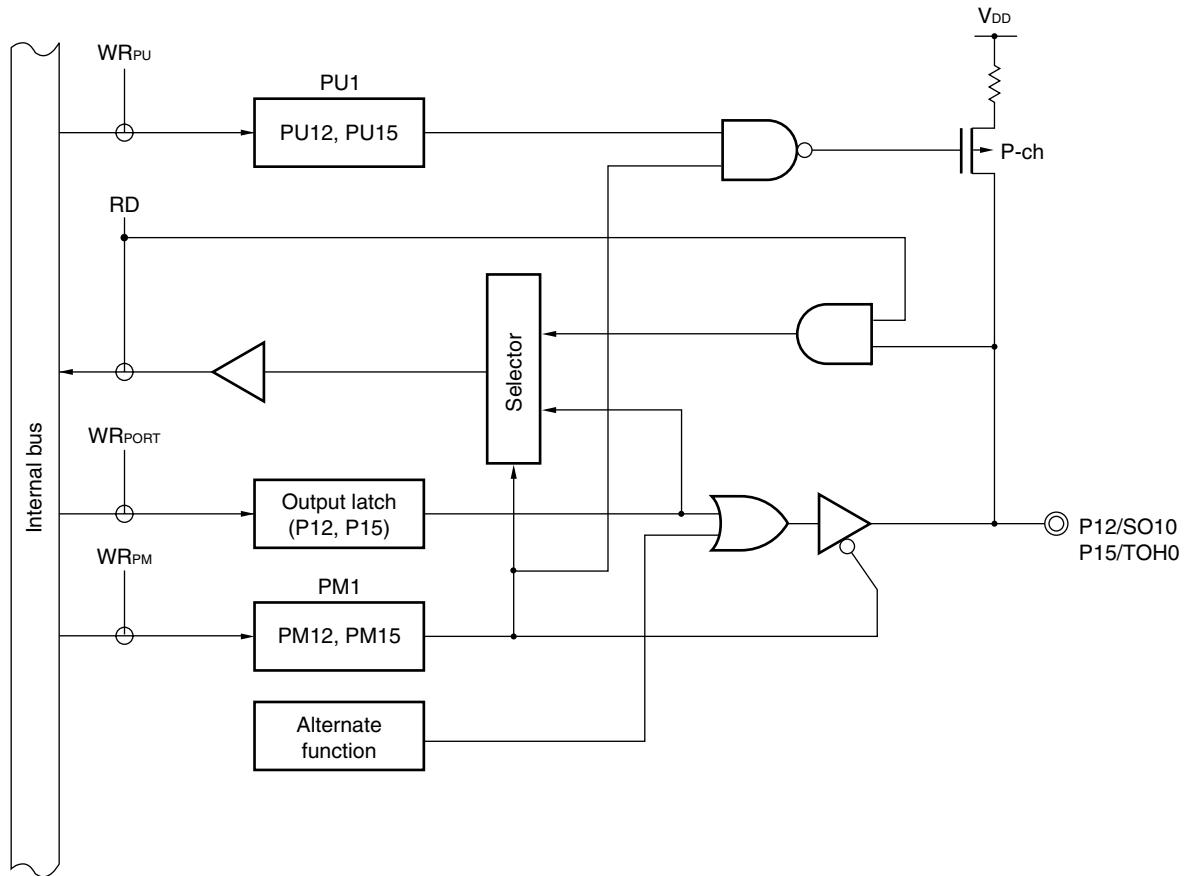 VDD
WRPU
PU1
PU12, PU15
P-ch
RD
Selector
Internal bus
WRPORT
Output latch
(P12, P15)
P12/SO10
P15/TOH0
WRPM
PM1
PM12, PM15
Alternate
function